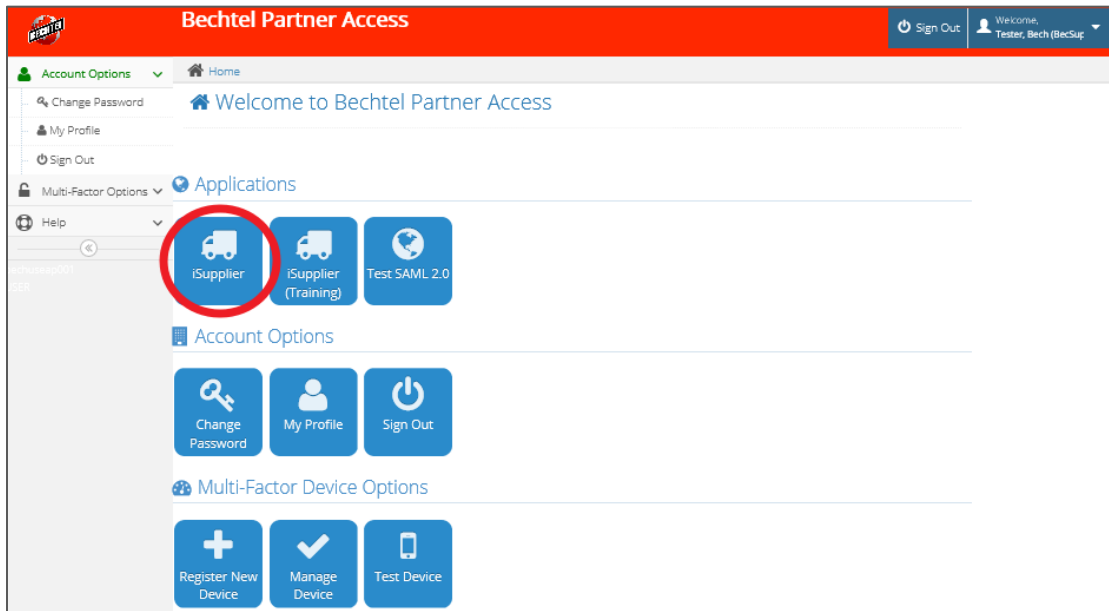 BECHTEL
Bechtel Partner Access
Sign Out
Welcome,
Tester, Bech (BecSup
Account Options
Change Password
My Profile
Sign Out
Multi-Factor Options
Help
USER
Home
Welcome to Bechtel Partner Access
Applications
iSupplier
iSupplier
(Training)
Test SAML 2.0
Account Options
Change
Password
My Profile
Sign Out
Multi-Factor Device Options
Register New
Device
Manage
Device
Test Device